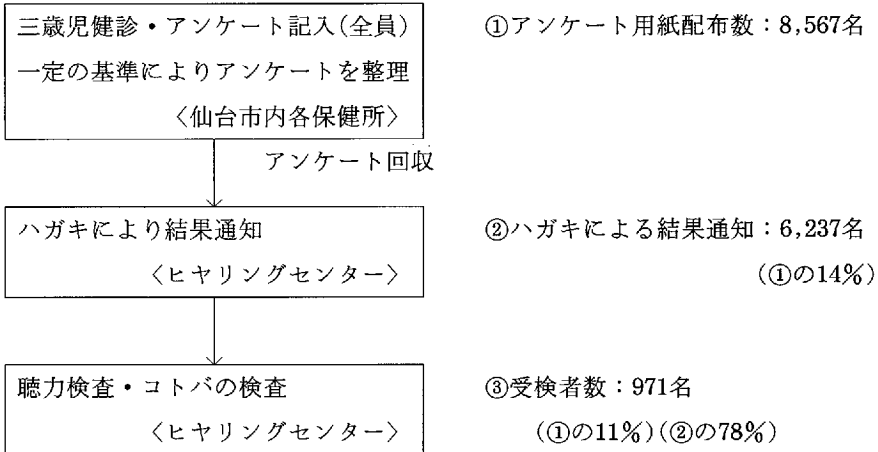 三歳児健診・アンケート記入(全員)
一定の基準によりアンケートを整理
〈仙台市内各保健所〉
①アンケート用紙配布数:8,567名
アンケート回収
ハガキにより結果通知
〈ヒヤリングセンター〉
②ハガキによる結果通知:6,237名
(①の14%)
聴力検査・コトバの検査
〈ヒヤリングセンター〉
③受検者数:971名
(①の11%)(②の78%)